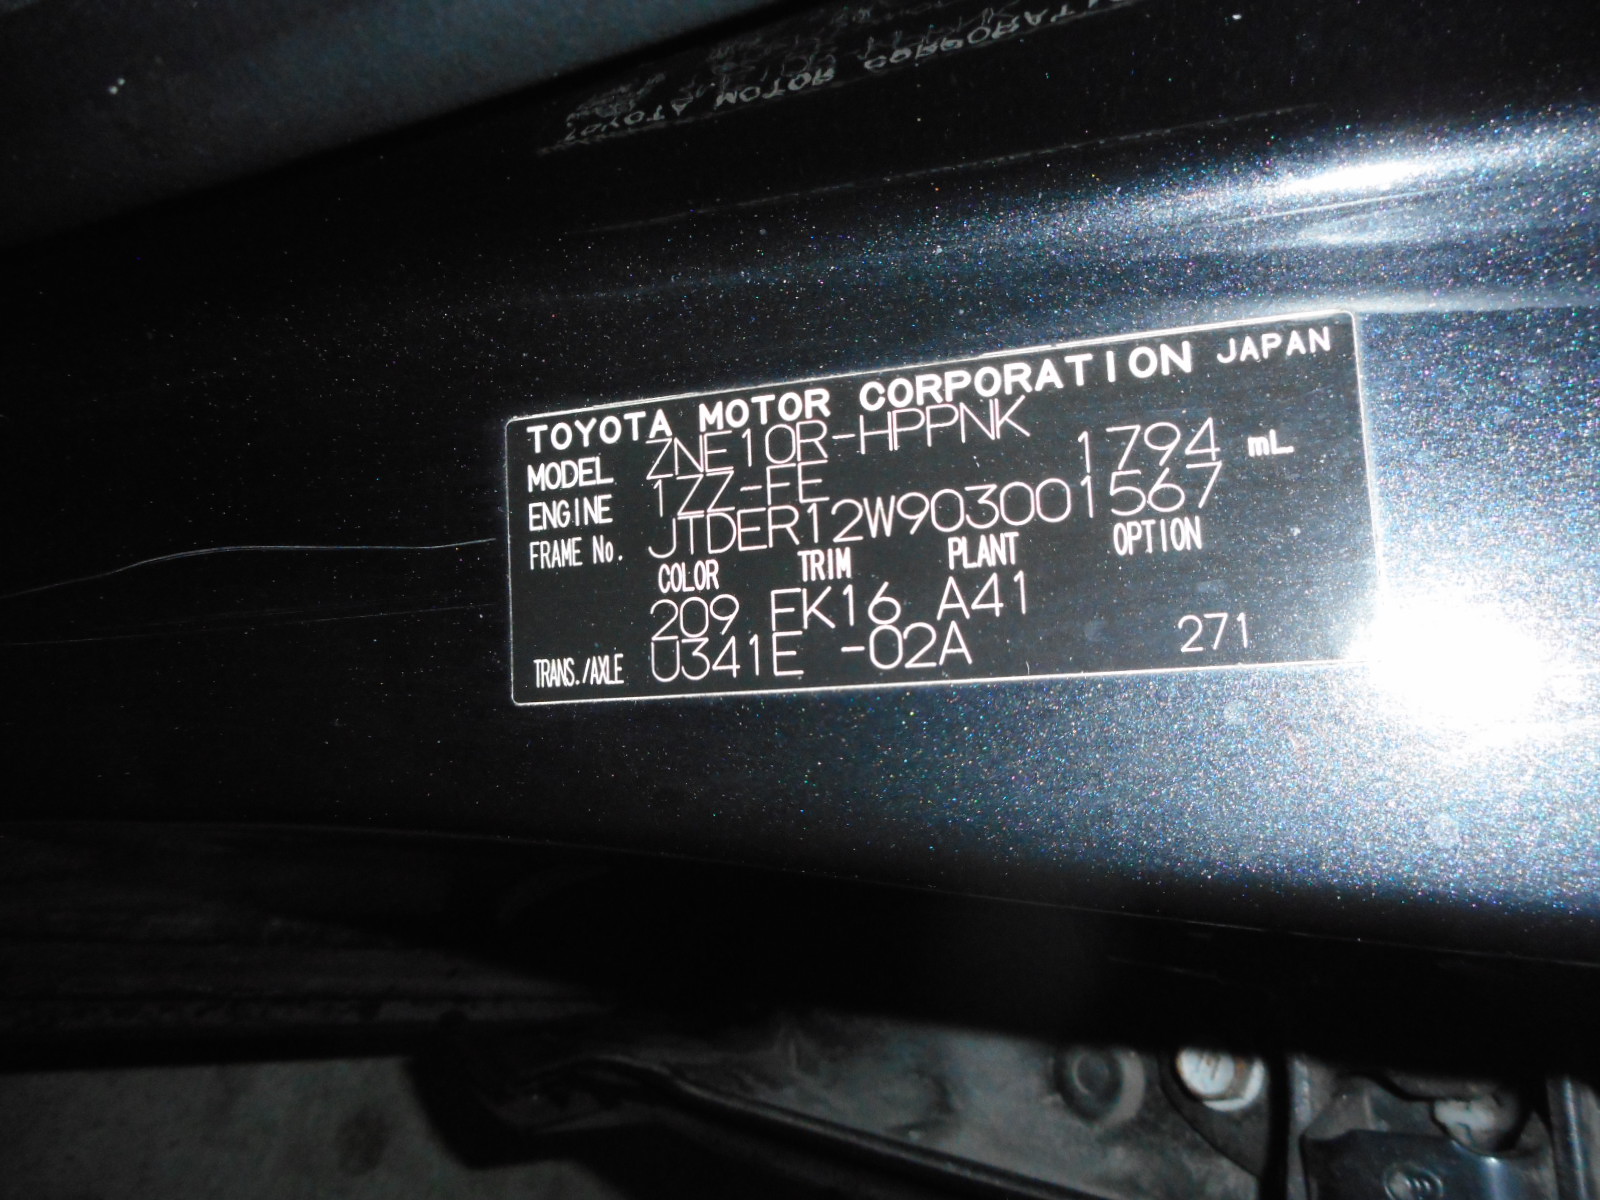 TOYOTA MOTOR CORPORATION JAPAN
MODEL ZNE10R-HPPNK
ENGINE 1ZZ-FE 1794 mL
FRAME No. JTDER12W903001567
COLOR TRIM PLANT OPTION
209 FK16 A41
TRANS./AXLE U341E -02A 271